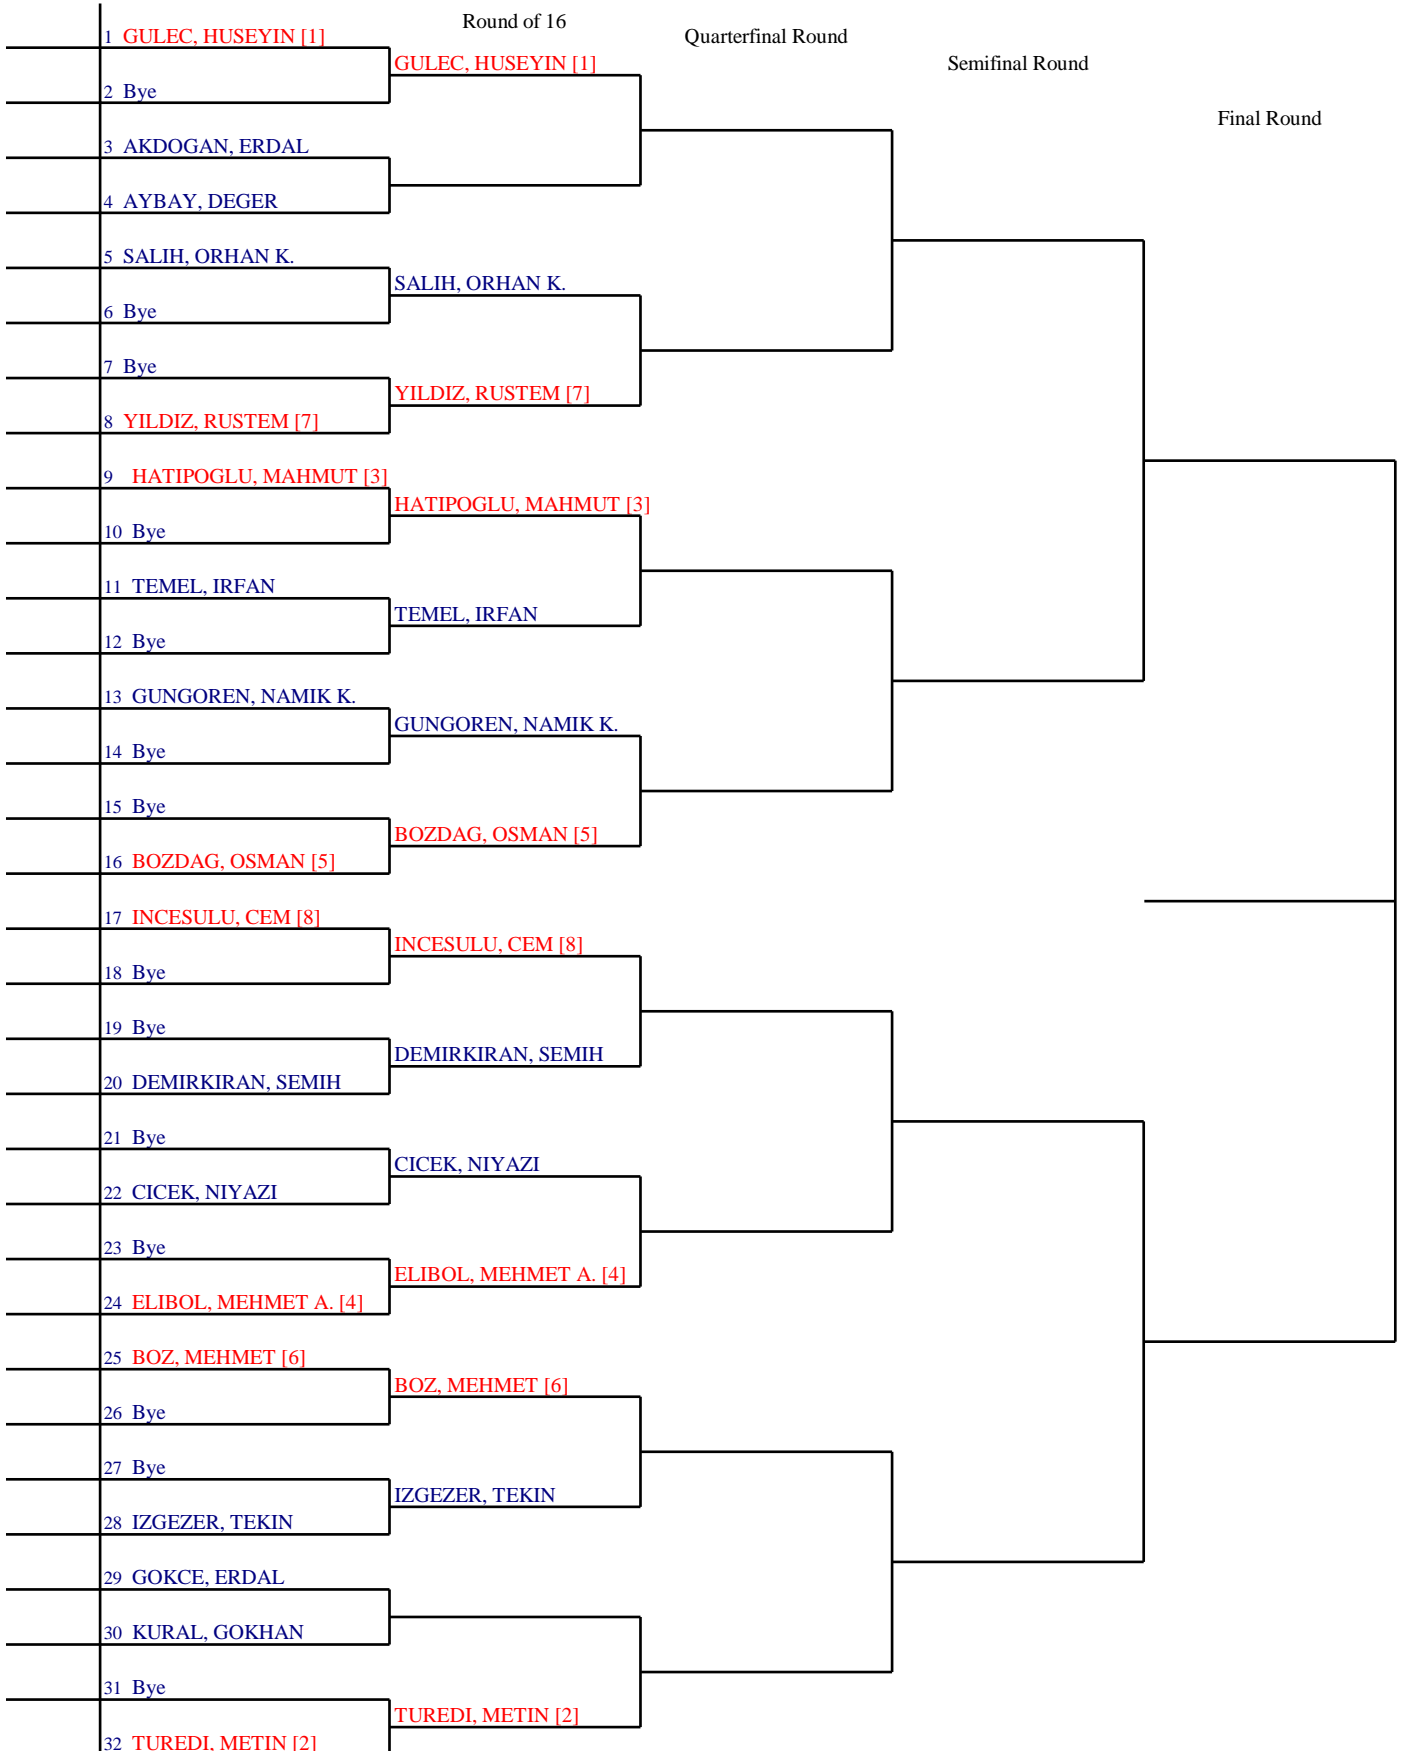 Round of 16
Quarterfinal Round
Semifinal Round
Final Round
1 GULEC, HUSEYIN [1]
GULEC, HUSEYIN [1]
2 Bye
3 AKDOGAN, ERDAL
4 AYBAY, DEGER
5 SALIH, ORHAN K.
SALIH, ORHAN K.
6 Bye
7 Bye
YILDIZ, RUSTEM [7]
8 YILDIZ, RUSTEM [7]
9 HATIPOGLU, MAHMUT [3]
HATIPOGLU, MAHMUT [3]
10 Bye
11 TEMEL, IRFAN
TEMEL, IRFAN
12 Bye
13 GUNGOREN, NAMIK K.
GUNGOREN, NAMIK K.
14 Bye
15 Bye
BOZDAG, OSMAN [5]
16 BOZDAG, OSMAN [5]
17 INCESULU, CEM [8]
INCESULU, CEM [8]
18 Bye
19 Bye
DEMIRKIRAN, SEMIH
20 DEMIRKIRAN, SEMIH
21 Bye
CICEK, NIYAZI
22 CICEK, NIYAZI
23 Bye
ELIBOL, MEHMET A. [4]
24 ELIBOL, MEHMET A. [4]
25 BOZ, MEHMET [6]
BOZ, MEHMET [6]
26 Bye
27 Bye
IZGEZER, TEKIN
28 IZGEZER, TEKIN
29 GOKCE, ERDAL
30 KURAL, GOKHAN
31 Bye
TUREDI, METIN [2]
32 TUREDI, METIN [2]